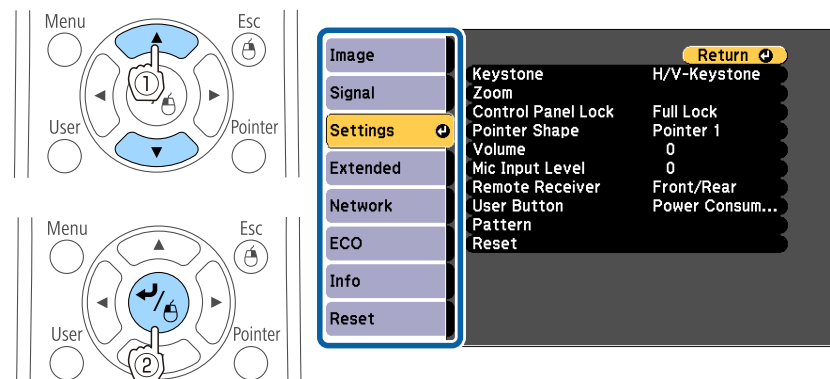 Menu
Esc
①
User
Pointer
Menu
Esc
User
Pointer
②
Image
Signal
Settings
Extended
Network
ECO
Info
Reset
Return
Keystone H/V-Keystone
Zoom
Control Panel Lock Full Lock
Pointer Shape Pointer 1
Volume 0
Mic Input Level 0
Remote Receiver Front/Rear
User Button Power Consum...
Pattern
Reset